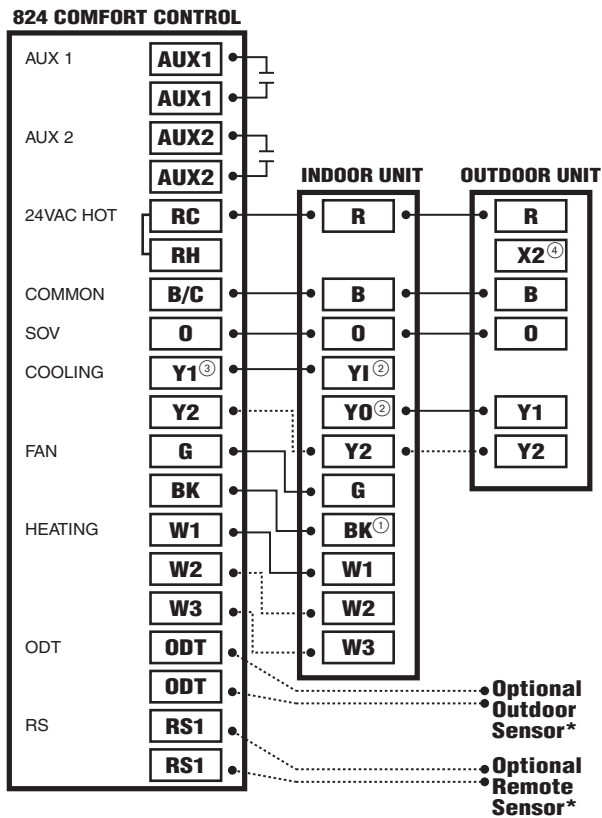 824 COMFORT CONTROL
AUX 1 AUX1
AUX1
AUX 2 AUX2
AUX2
INDOOR UNIT OUTDOOR UNIT
24VAC HOT RC R R
RH X2④
COMMON B/C B B
SOV O O O
COOLING Y1③ YI②
YO② Y1
Y2 Y2 Y2
FAN G G
BK BK①
HEATING W1 W1
W2 W2
W3 W3
ODT ODT
ODT
Optional
Outdoor
Sensor*
RS RS1
RS1
Optional
Remote
Sensor*